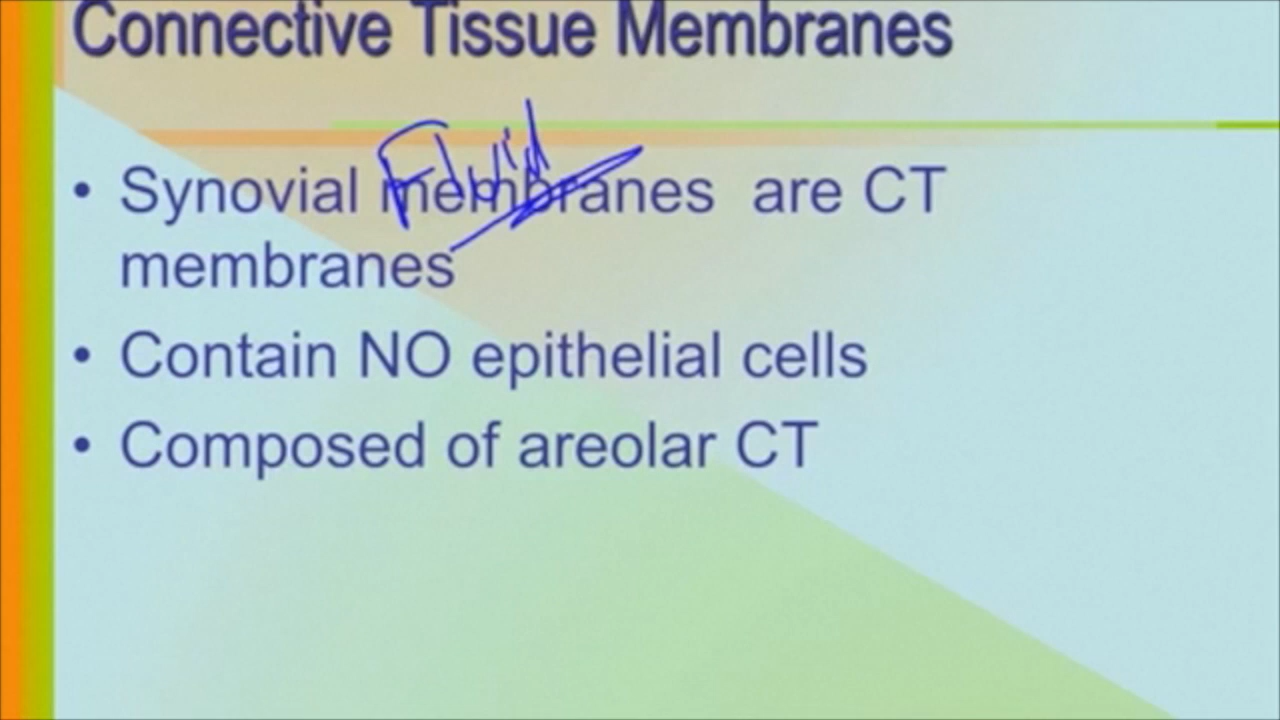 Connective Tissue Membranes
Fluid
• Synovial membranes are CT
membranes
• Contain NO epithelial cells
• Composed of areolar CT